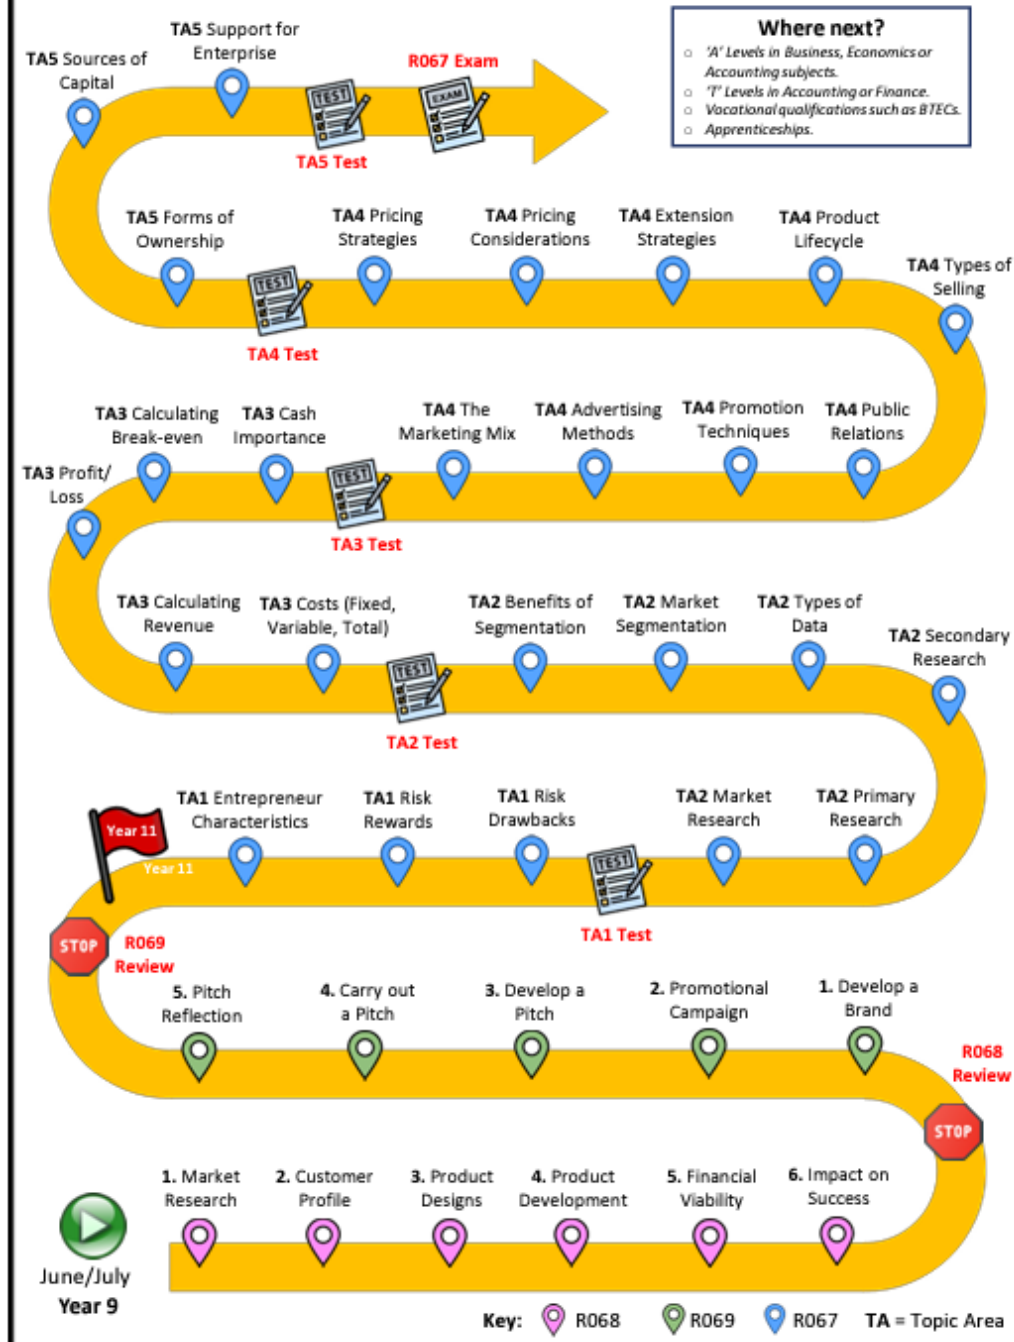 Where next?
o 'A' Levels in Business, Economics or
Accounting subjects.
o 'T' Levels in Accounting or Finance.
o Vocational qualifications such as BTECs.
o Apprenticeships.
TA5 Sources of
Capital
TA5 Support for
Enterprise
TEST
TA5 Test
R067 Exam
EXAM
TA5 Forms of
Ownership
TEST
TA4 Test
TA4 Pricing
Strategies
TA4 Pricing
Considerations
TA4 Extension
Strategies
TA4 Product
Lifecycle
TA4 Types of
Selling
TA3 Profit/
Loss
TA3 Calculating
Break-even
TA3 Cash
Importance
TEST
TA3 Test
TA4 The
Marketing Mix
TA4 Advertising
Methods
TA4 Promotion
Techniques
TA4 Public
Relations
TA3 Calculating
Revenue
TA3 Costs (Fixed,
Variable, Total)
TEST
TA2 Test
TA2 Benefits of
Segmentation
TA2 Market
Segmentation
TA2 Types of
Data
TA2 Secondary
Research
Year 11
Year 11
TA1 Entrepreneur
Characteristics
TA1 Risk
Rewards
TA1 Risk
Drawbacks
TEST
TA1 Test
TA2 Market
Research
TA2 Primary
Research
STOP
R069
Review
5. Pitch
Reflection
4. Carry out
a Pitch
3. Develop a
Pitch
2. Promotional
Campaign
1. Develop a
Brand
R068
Review
STOP
June/July
Year 9
1. Market
Research
2. Customer
Profile
3. Product
Designs
4. Product
Development
5. Financial
Viability
6. Impact on
Success
Key: R068 R069 R067 TA = Topic Area